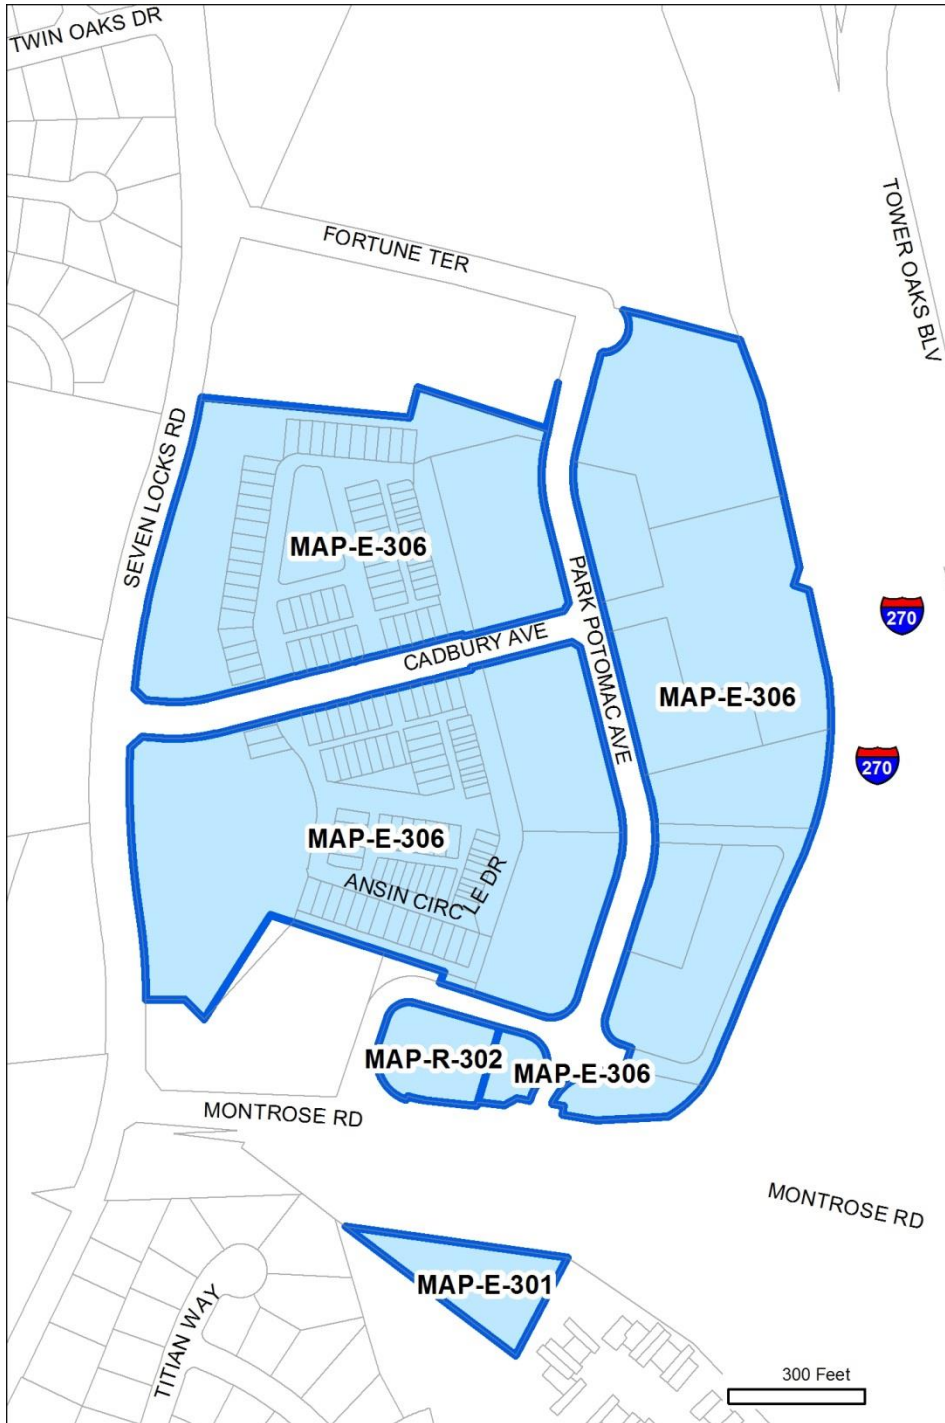 TWIN OAKS DR
FORTUNE TER
TOWER OAKS BLV
SEVEN LOCKS RD
MAP-E-306
PARK POTOMAC AVE
270
CADBURY AVE
MAP-E-306
270
MAP-E-306
ANSIN CIRC
LE DR
MAP-R-302
MAP-E-306
MONTROSE RD
MONTROSE RD
MAP-E-301
TITIAN WAY
300 Feet